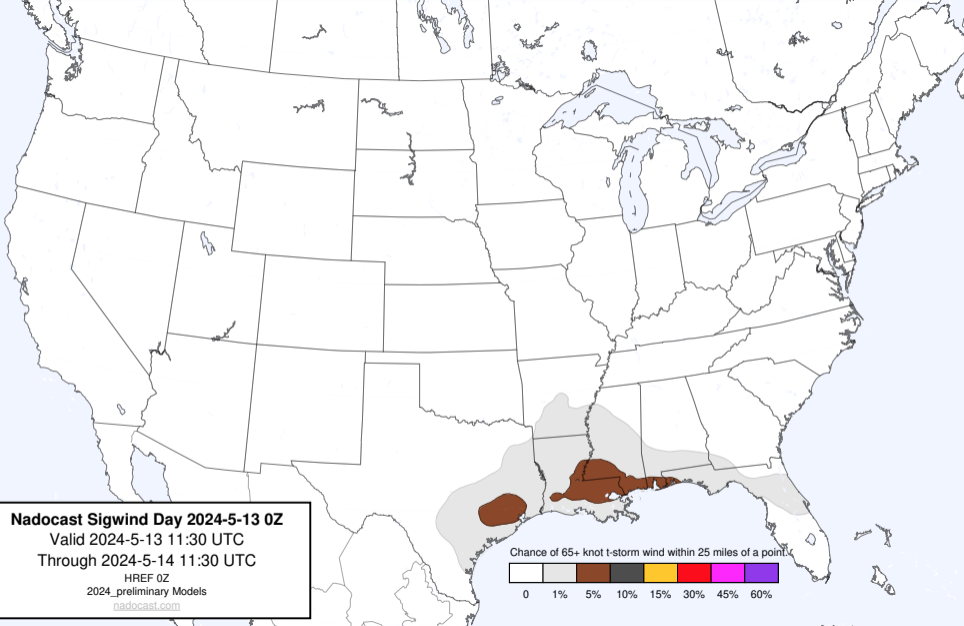 Nadocast Sigwind Day 2024-5-13 0Z
Valid 2024-5-13 11:30 UTC
Through 2024-5-14 11:30 UTC
HREF 0Z
2024_preliminary Models
nadocast.com
Chance of 65+ knot t-storm wind within 25 miles of a point.
0 1% 5% 10% 15% 30% 45% 60%